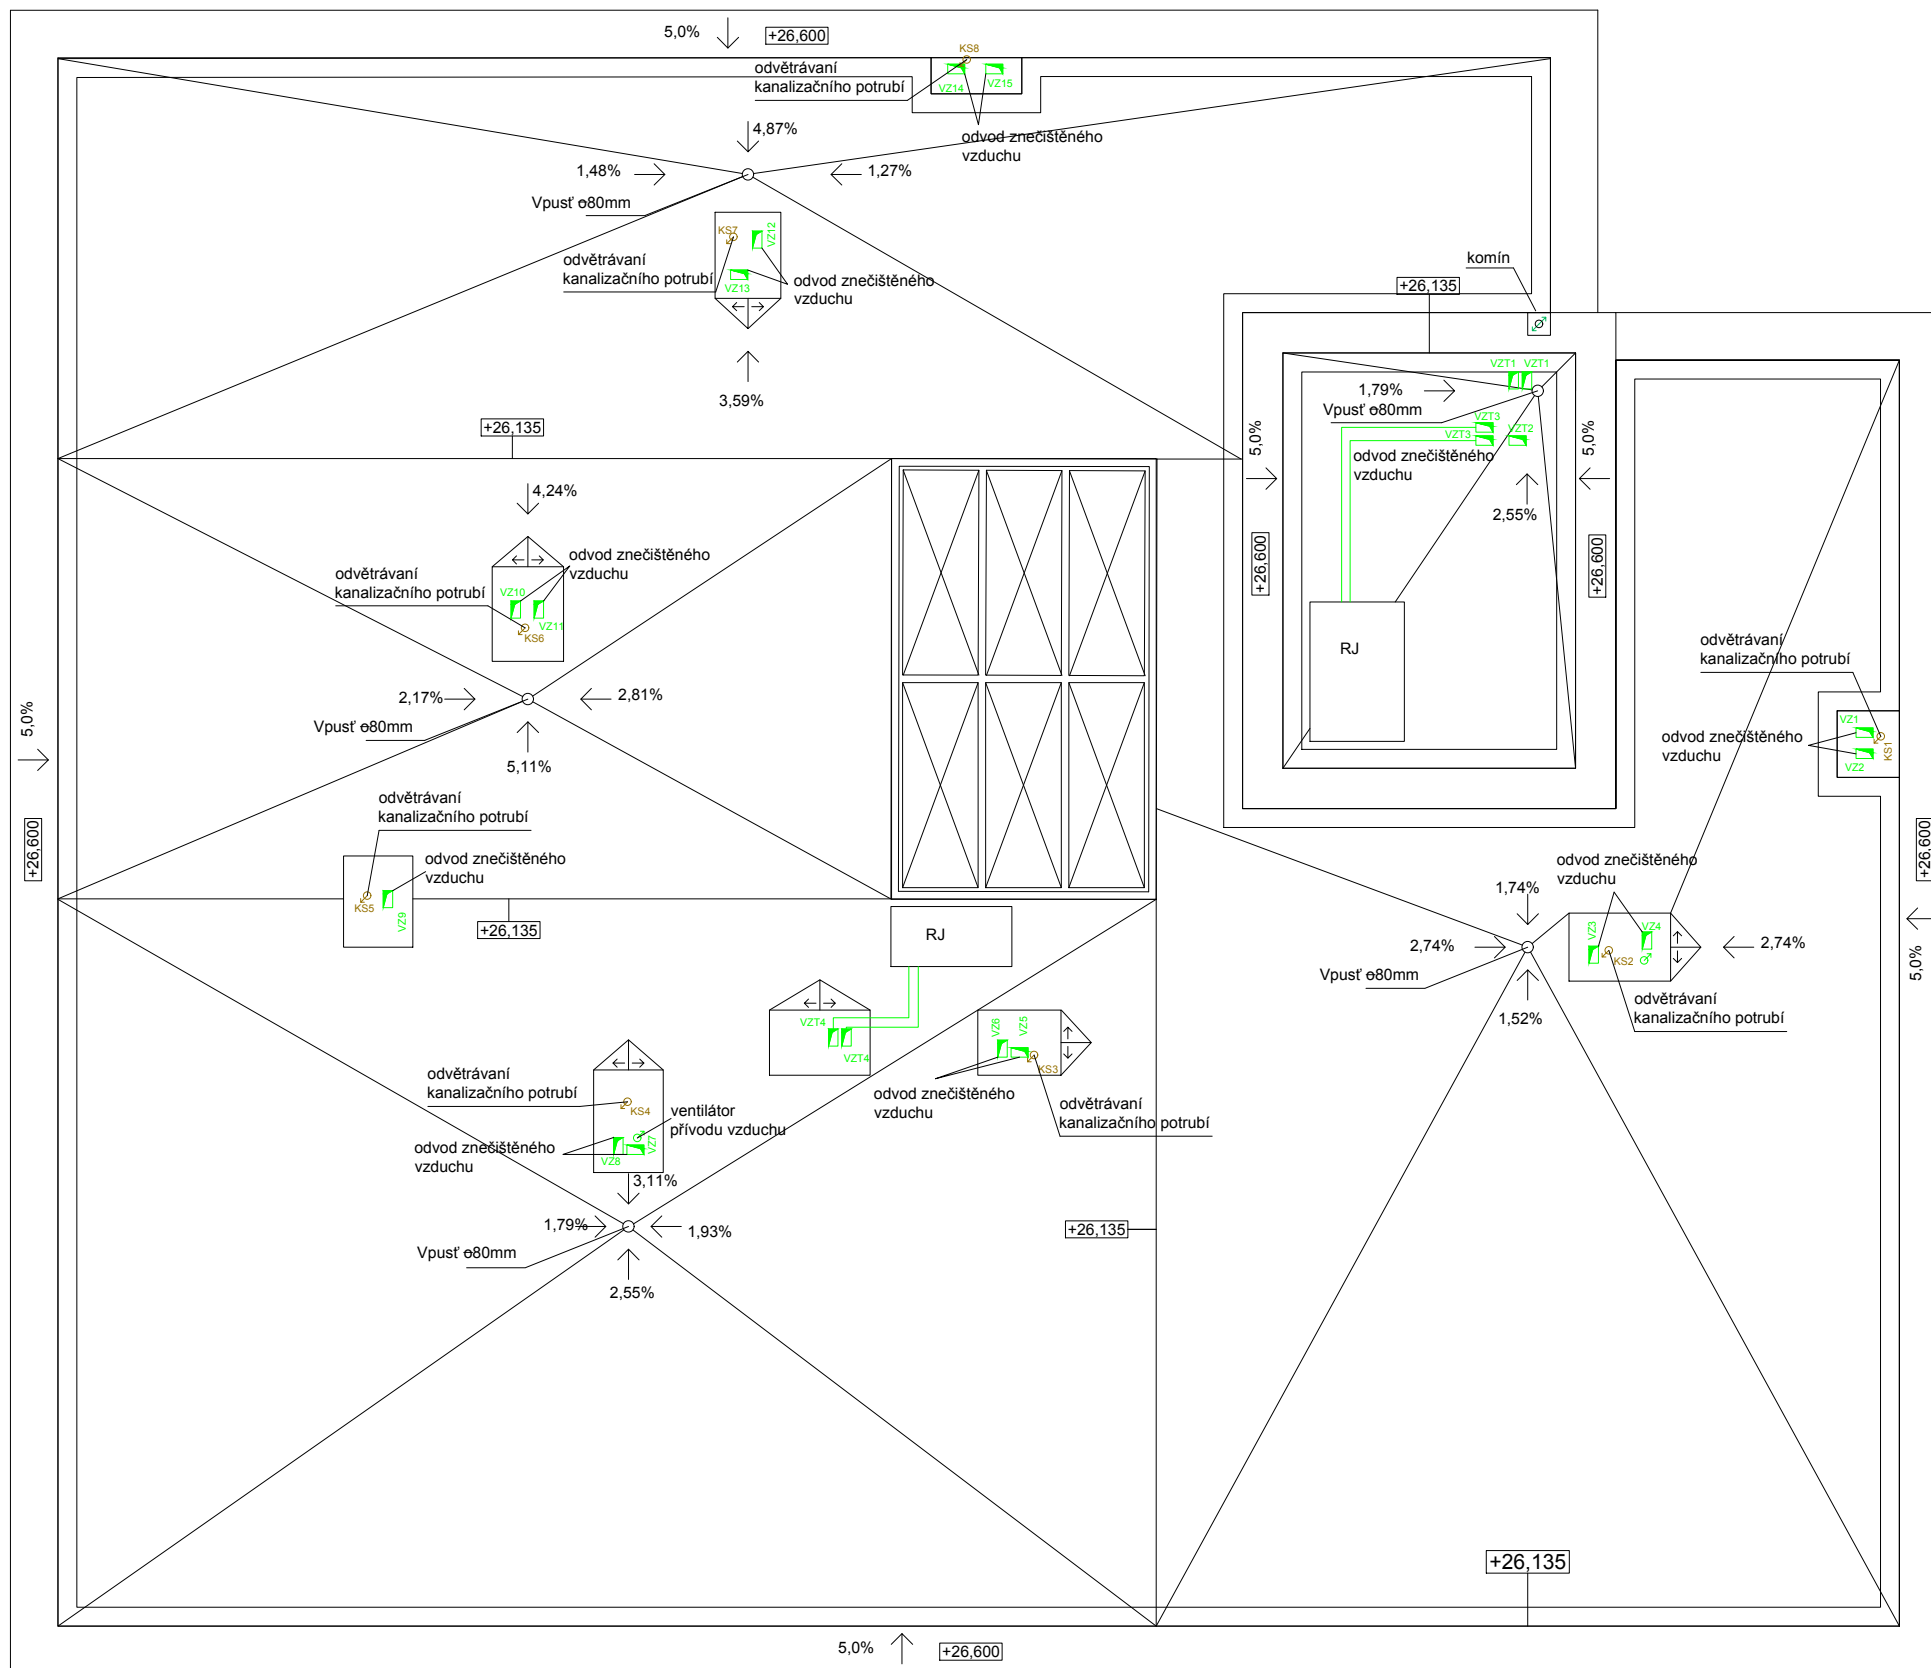 5,0%
+26,600
KS8
odvětrávaní
kanalizačního potrubí
VZ14
VZ15
odvod znečištěného
vzduchu
4,87%
1,48%
1,27%
Vpusť ⌀80mm
KS7
VZ12
odvětrávaní
kanalizačního potrubí
VZ13
odvod znečištěného
vzduchu
3,59%
komín
+26,135
VZT1
VZT1
1,79%
Vpusť ⌀80mm
VZT3
VZT3
VZT2
odvod znečištěného
vzduchu
2,55%
5,0%
5,0%
+26,600
+26,600
RJ
+26,135
4,24%
odvod znečištěného
vzduchu
odvětrávaní
kanalizačního potrubí
VZ10
VZ11
KS6
2,17%
2,81%
Vpusť ⌀80mm
5,11%
5,0%
+26,600
odvětrávaní
kanalizačního potrubí
VZ1
odvod znečištěného
vzduchu
VZ2
KS1
odvětrávaní
kanalizačního potrubí
odvod znečištěného
vzduchu
KS5
VZ9
+26,135
RJ
+26,600
5,0%
odvod znečištěného
vzduchu
1,74%
2,74%
VZ3
VZ4
KS2
2,74%
Vpusť ⌀80mm
1,52%
odvětrávaní
kanalizačního potrubí
VZT4
VZT4
VZ6
VZ5
KS3
odvod znečištěného
vzduchu
odvětrávaní
kanalizačního potrubí
odvětrávaní
kanalizačního potrubí
KS4
ventilátor
přívodu vzduchu
odvod znečištěného
vzduchu
VZ8
VZ7
3,11%
1,79%
1,93%
Vpusť ⌀80mm
2,55%
+26,135
+26,135
5,0%
+26,600